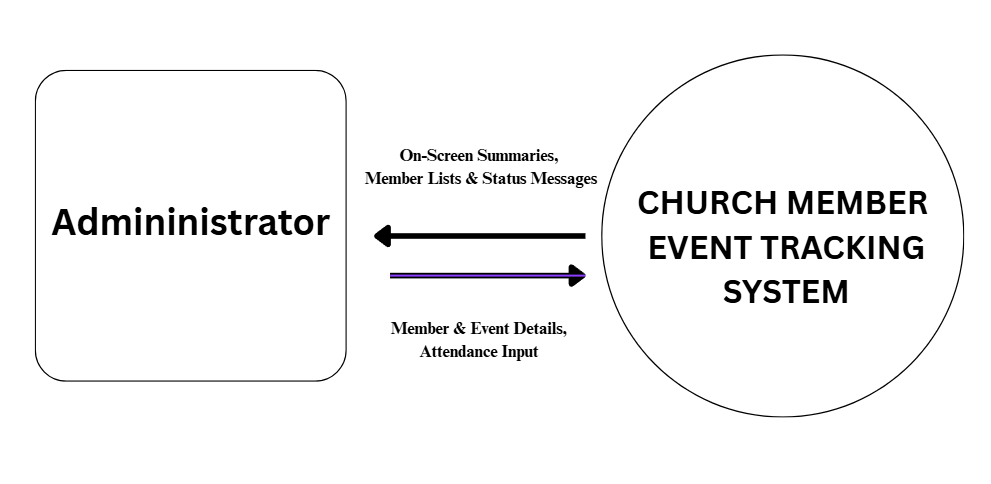 Admininistrator
On-Screen Summaries,
Member Lists & Status Messages
Member & Event Details,
Attendance Input
CHURCH MEMBER
EVENT TRACKING
SYSTEM